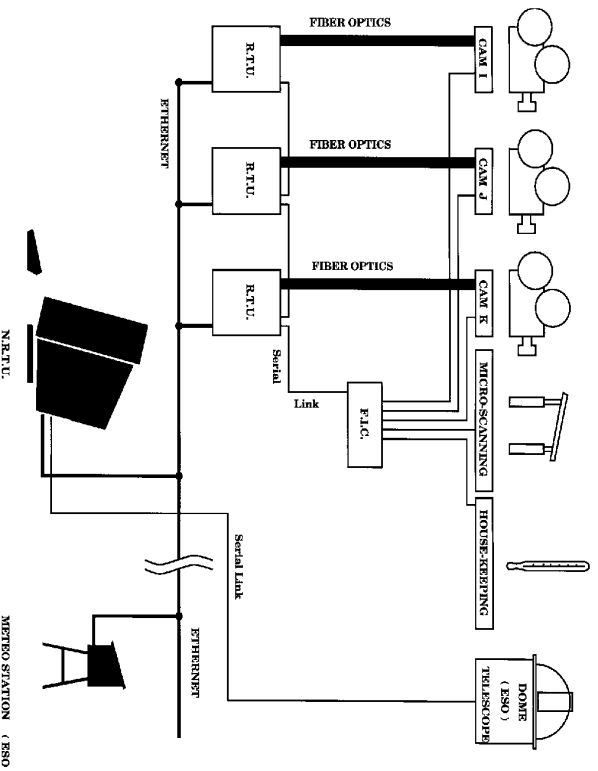 FIBER OPTICS
CAM I
R.T.U.
ETHERNET
FIBER OPTICS
CAM J
R.T.U.
FIBER OPTICS
CAM K
R.T.U.
Serial
Link
F.I.C.
MICRO-SCANNING
HOUSE-KEEPING
N.R.T.U.
Serial Link
ETHERNET
DOME
( ESO )
TELESCOPE
METEO STATION ( ESO